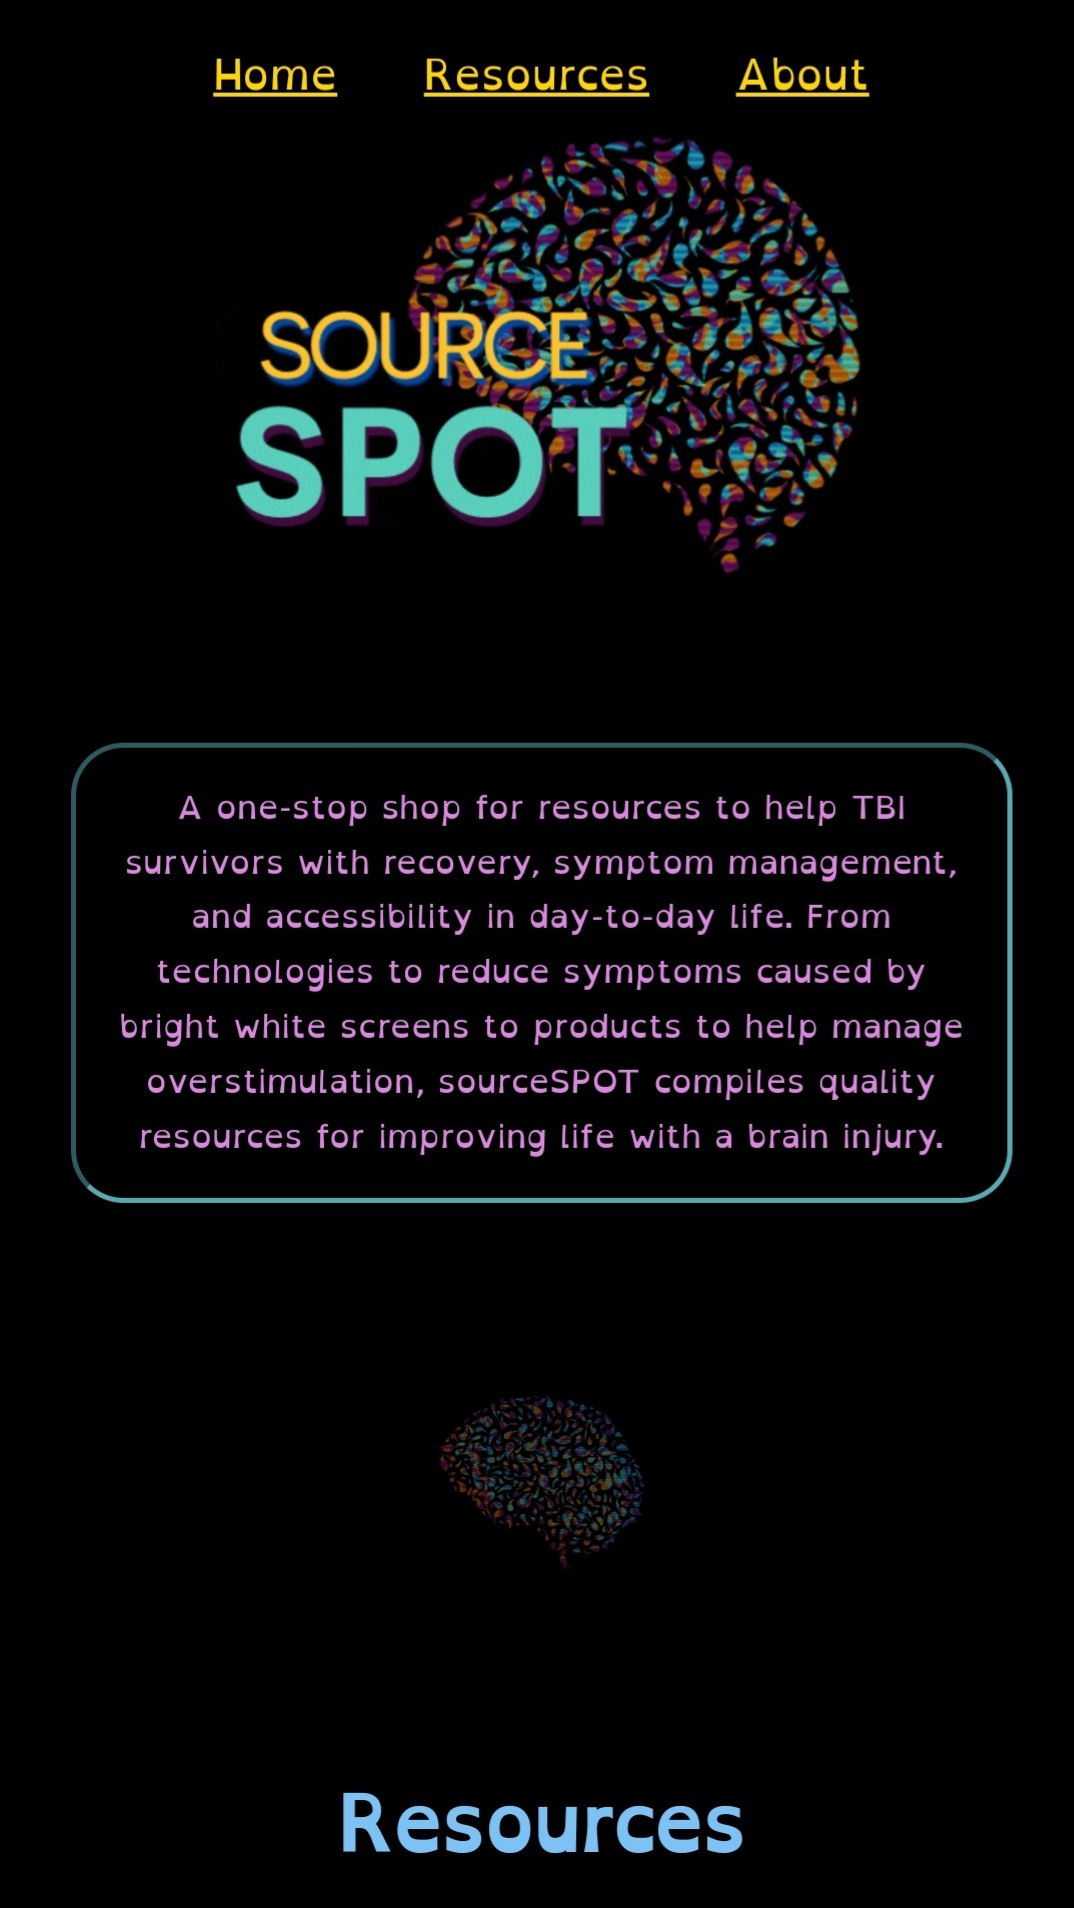 Home Resources About
SOURCE
SPOT
A one-stop shop for resources to help TBI
survivors with recovery, symptom management,
and accessibility in day-to-day life. From
technologies to reduce symptoms caused by
bright white screens to products to help manage
overstimulation, sourceSPOT compiles quality
resources for improving life with a brain injury.
Resources